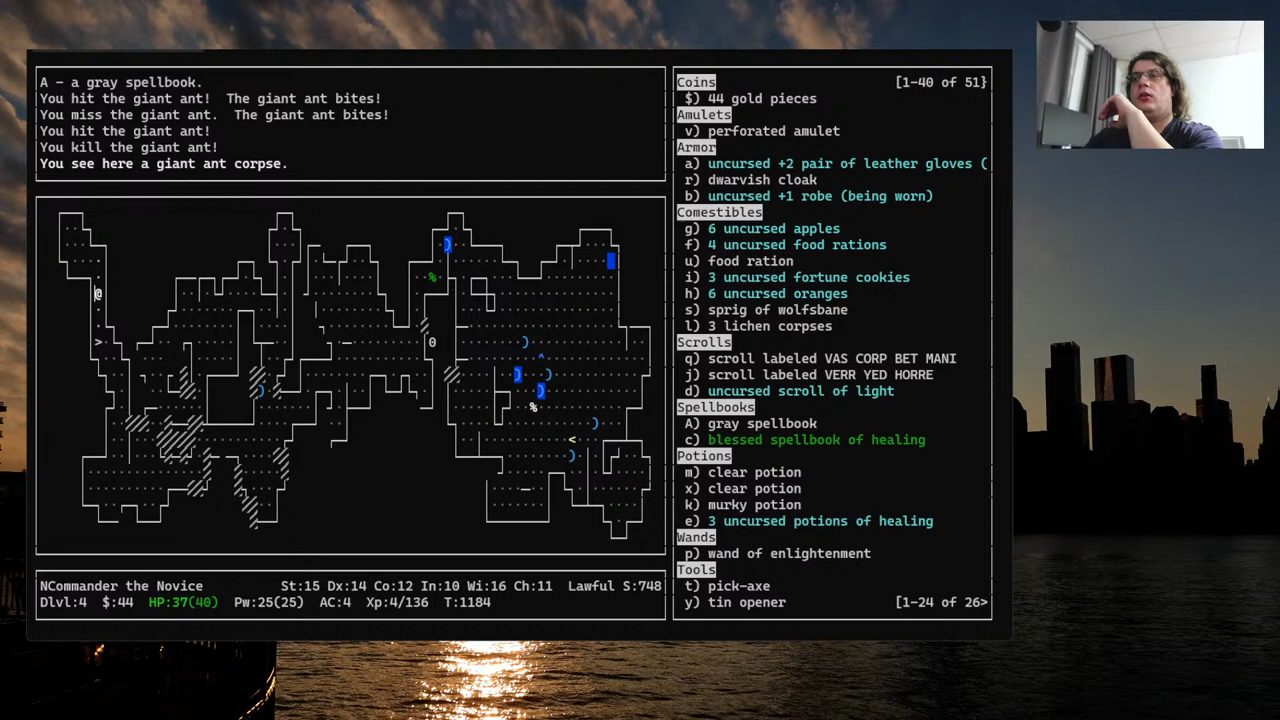 A - a gray spellbook.
You hit the giant ant!  The giant ant bites!
You miss the giant ant.  The giant ant bites!
You hit the giant ant!
You kill the giant ant!
You see here a giant ant corpse.
NCommander the Novice St:15 Dx:14 Co:12 In:10 Wi:16 Ch:11 Lawful S:748
Dlvl:4 $:44 HP:37(40) Pw:25(25) AC:4 Xp:4/136 T:1184
Coins [1-40 of 51}
$) 44 gold pieces
Amulets
v) perforated amulet
Armor
a) uncursed +2 pair of leather gloves (
r) dwarvish cloak
b) uncursed +1 robe (being worn)
Comestibles
g) 6 uncursed apples
f) 4 uncursed food rations
u) food ration
i) 3 uncursed fortune cookies
h) 6 uncursed oranges
s) sprig of wolfsbane
l) 3 lichen corpses
Scrolls
q) scroll labeled VAS CORP BET MANI
j) scroll labeled VERR YED HORRE
d) uncursed scroll of light
Spellbooks
A) gray spellbook
c) blessed spellbook of healing
Potions
m) clear potion
x) clear potion
k) murky potion
e) 3 uncursed potions of healing
Wands
p) wand of enlightenment
Tools
t) pick-axe
y) tin opener [1-24 of 26>